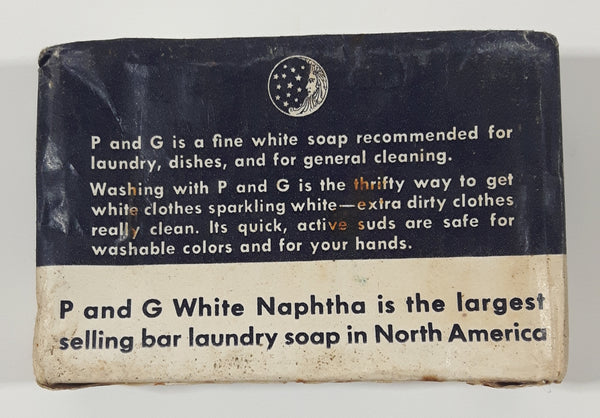 P and G is a fine white soap recommended for
laundry, dishes, and for general cleaning.
Washing with P and G is the thrifty way to get
white clothes sparkling white—extra dirty clothes
really clean. Its quick, active suds are safe for
washable colors and for your hands.
P and G White Naphtha is the largest
selling bar laundry soap in North America